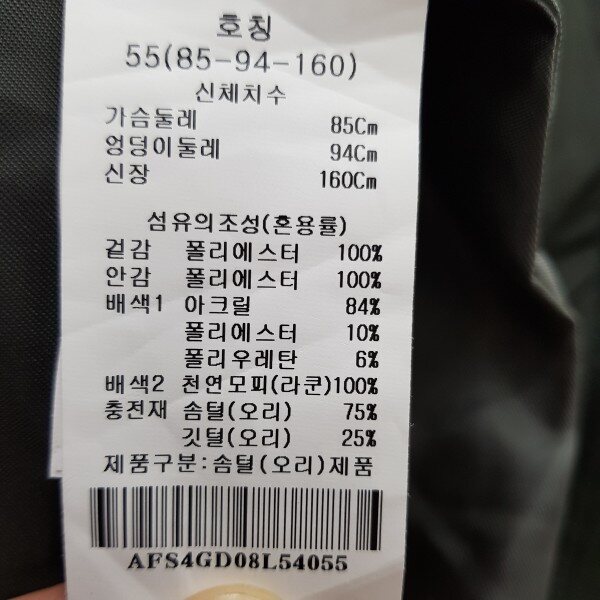 호칭
55(85-94-160)
신체치수
가슴둘레 85Cm
엉덩이둘레 94Cm
신장 160Cm
섬유의조성(혼용률)
겉감 폴리에스터 100%
안감 폴리에스터 100%
배색1 아크릴 84%
폴리에스터 10%
폴리우레탄 6%
배색2 천연모피(라쿤)100%
충전재 솜털(오리) 75%
깃털(오리) 25%
제품구분:솜털(오리)제품
AFS4GD08L54055